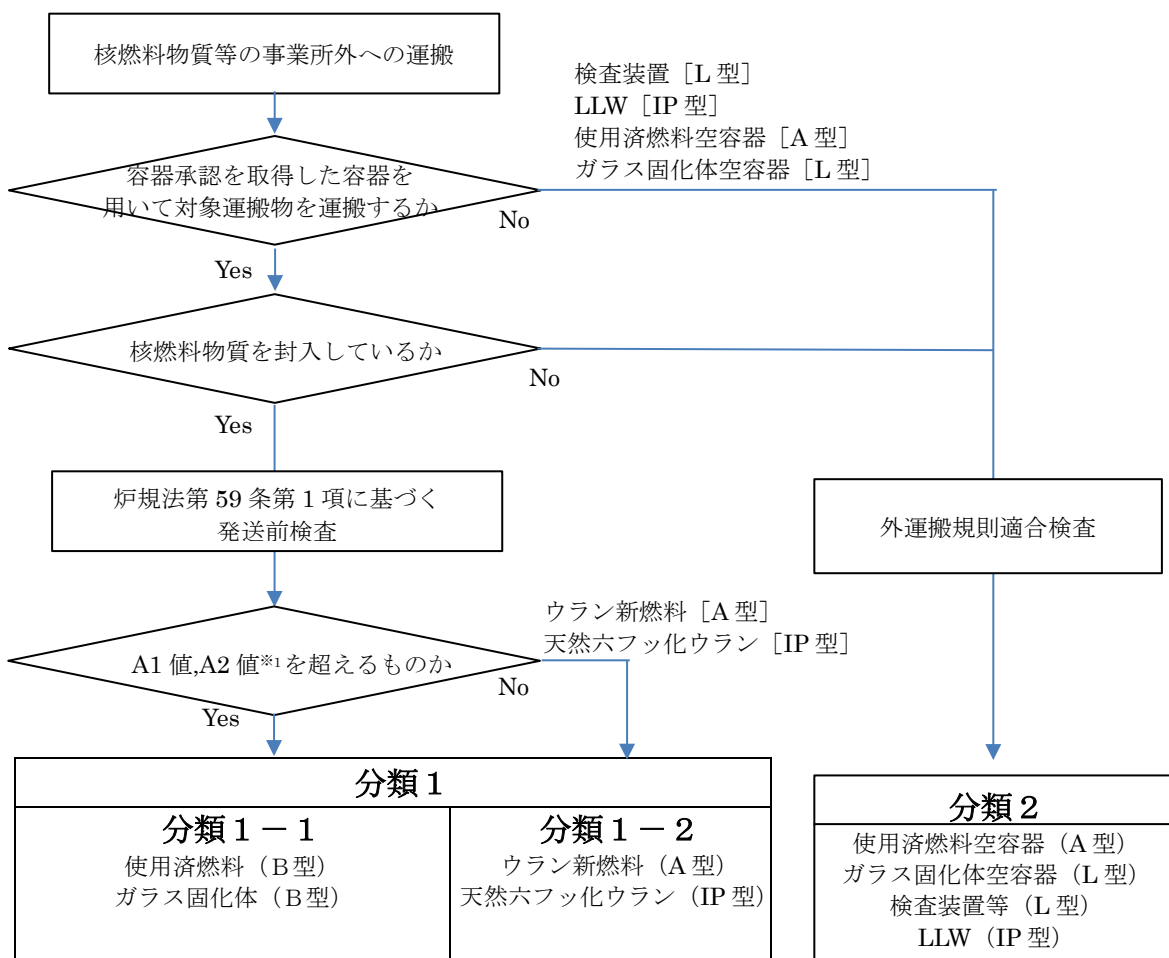 核燃料物質等の事業所外への運搬
検査装置［L 型］
LLW［IP 型］
使用済燃料空容器［A 型］
ガラス固化体空容器［L 型］
容器承認を取得した容器を
用いて対象運搬物を運搬するか
No
Yes
核燃料物質を封入しているか
No
Yes
炉規法第 59 条第 1 項に基づく
発送前検査
外運搬規則適合検査
ウラン新燃料［A 型］
天然六フッ化ウラン［IP 型］
A1 値,A2 値※1を超えるものか
No
Yes
分類１
分類１－１
使用済燃料（Ｂ型）
ガラス固化体（Ｂ型）
分類１－２
ウラン新燃料（A 型）
天然六フッ化ウラン（IP 型）
分類２
使用済燃料空容器（A 型）
ガラス固化体空容器（L 型）
検査装置等（L 型）
LLW（IP 型）